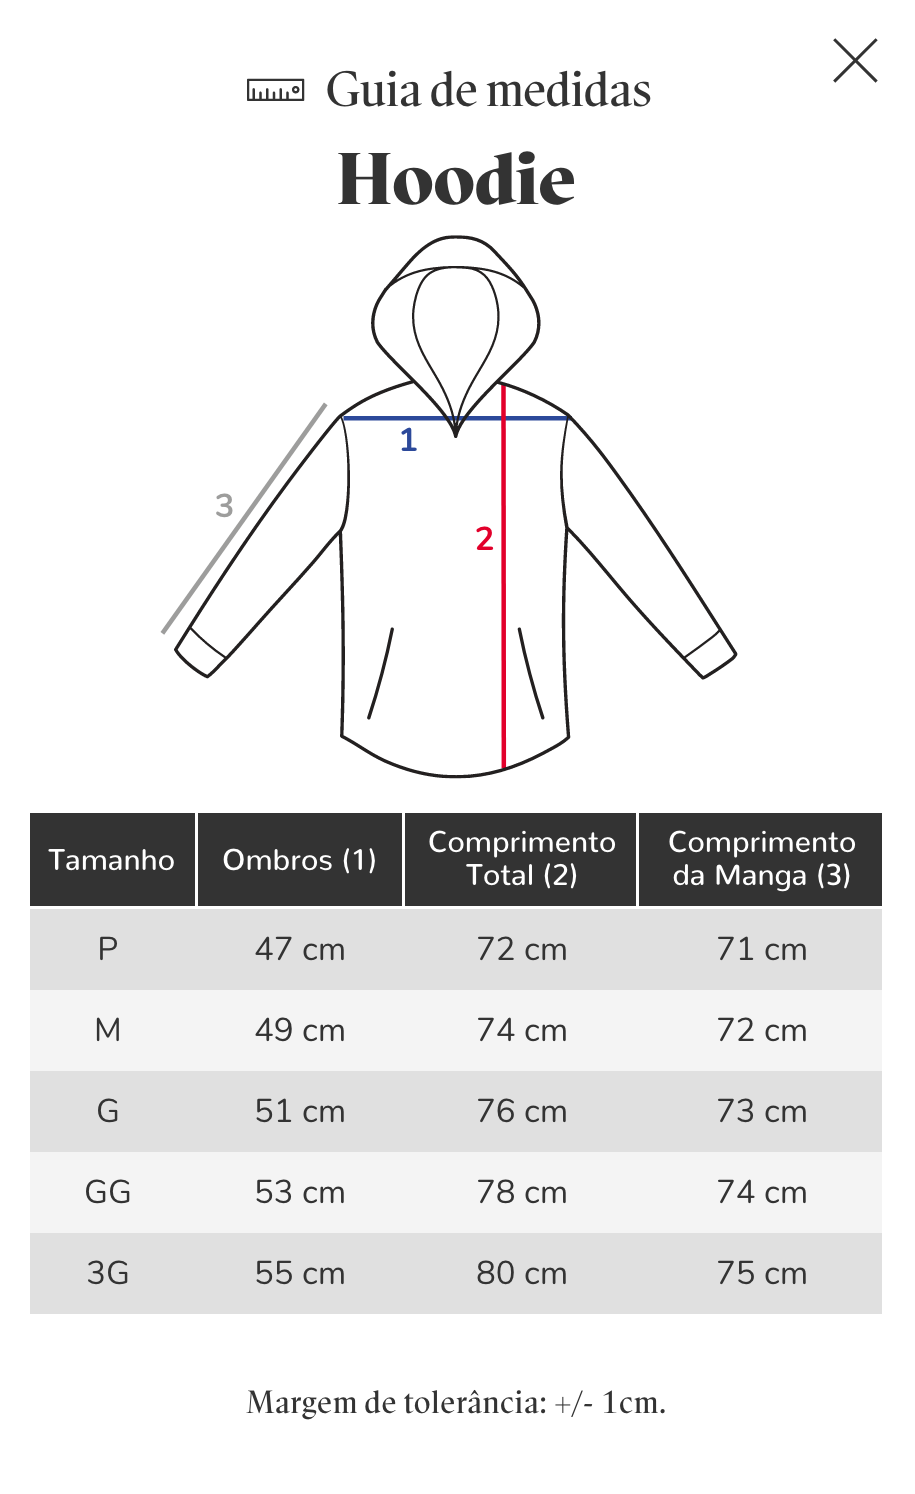 Guia de medidas
Hoodie
1
3
2
Tamanho Ombros (1) Comprimento Total (2) Comprimento da Manga (3)
P 47 cm 72 cm 71 cm
M 49 cm 74 cm 72 cm
G 51 cm 76 cm 73 cm
GG 53 cm 78 cm 74 cm
3G 55 cm 80 cm 75 cm
Margem de tolerância: +/- 1cm.